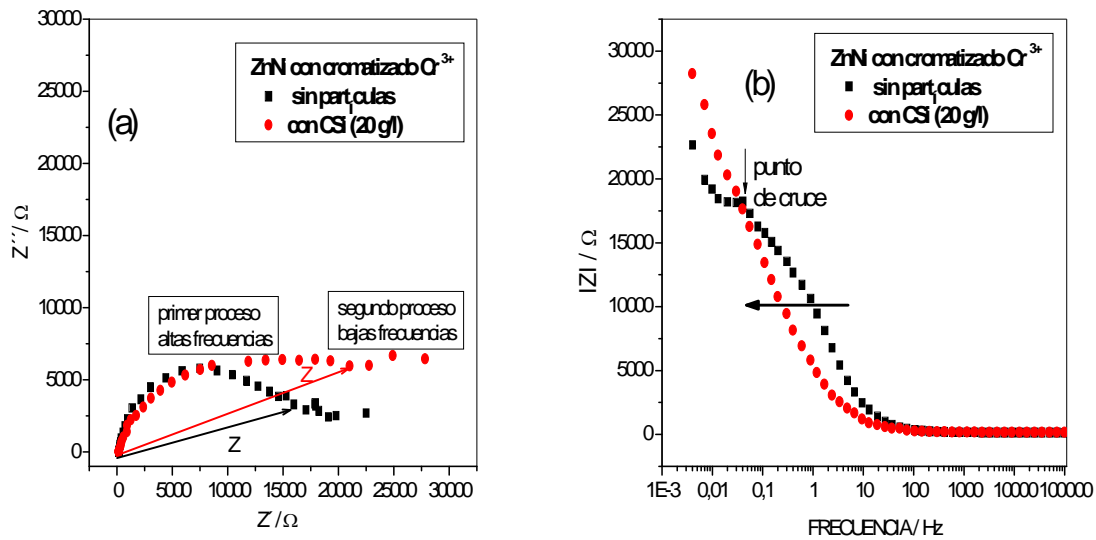 30000
25000
20000
15000
10000
5000
0
Z´´/ Ω
(a)
ZnNi con cromatizado Cr3+
sin partículas
con CSi (20 g/l)
primer proceso
altas frecuencias
segundo proceso
bajas frecuencias
Z
Z
0 5000 10000 15000 20000 25000 30000
Z´/ Ω
30000
25000
20000
15000
10000
5000
0
IZI / Ω
(b)
ZnNi con cromatizado Cr3+
sin partículas
con CSi (20 g/l)
punto
de cruce
1E-3 0,01 0,1 1 10 100 1000 10000 100000
FRECUENCIA / Hz